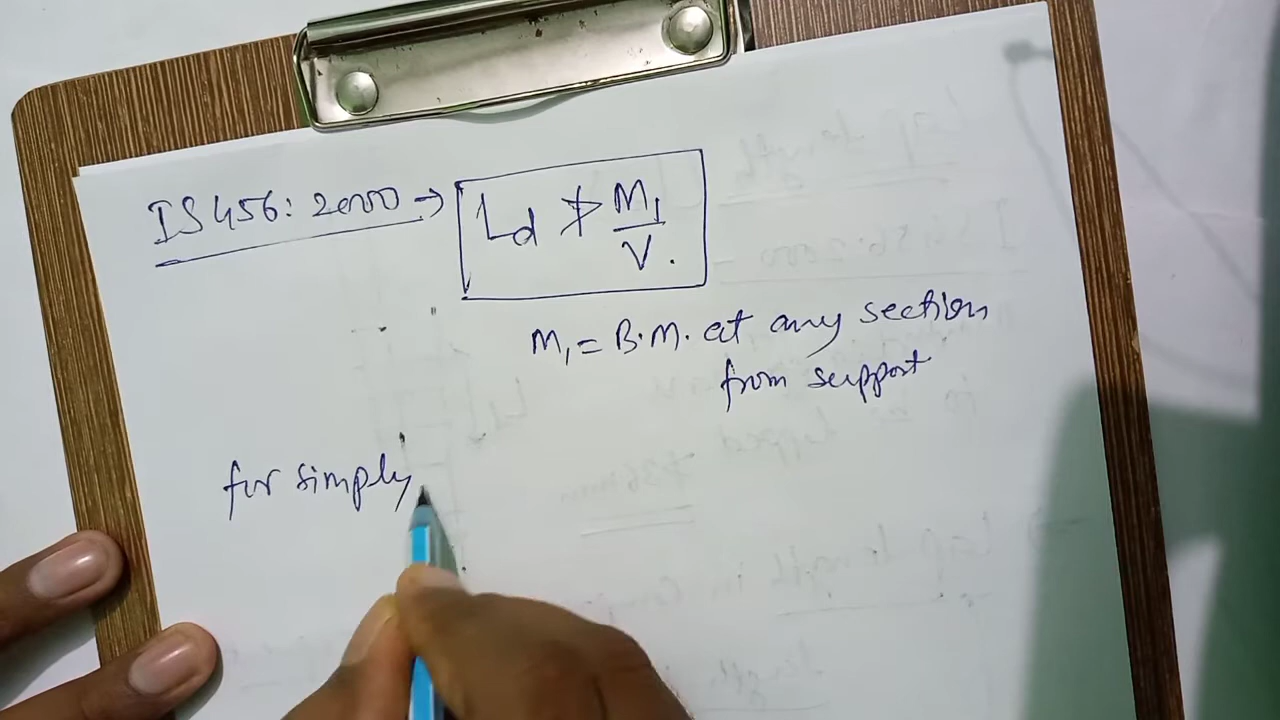 IS 456: 2000 → Ld ≯ M1/V.
M1 = B.M. at any section
from support
for simply